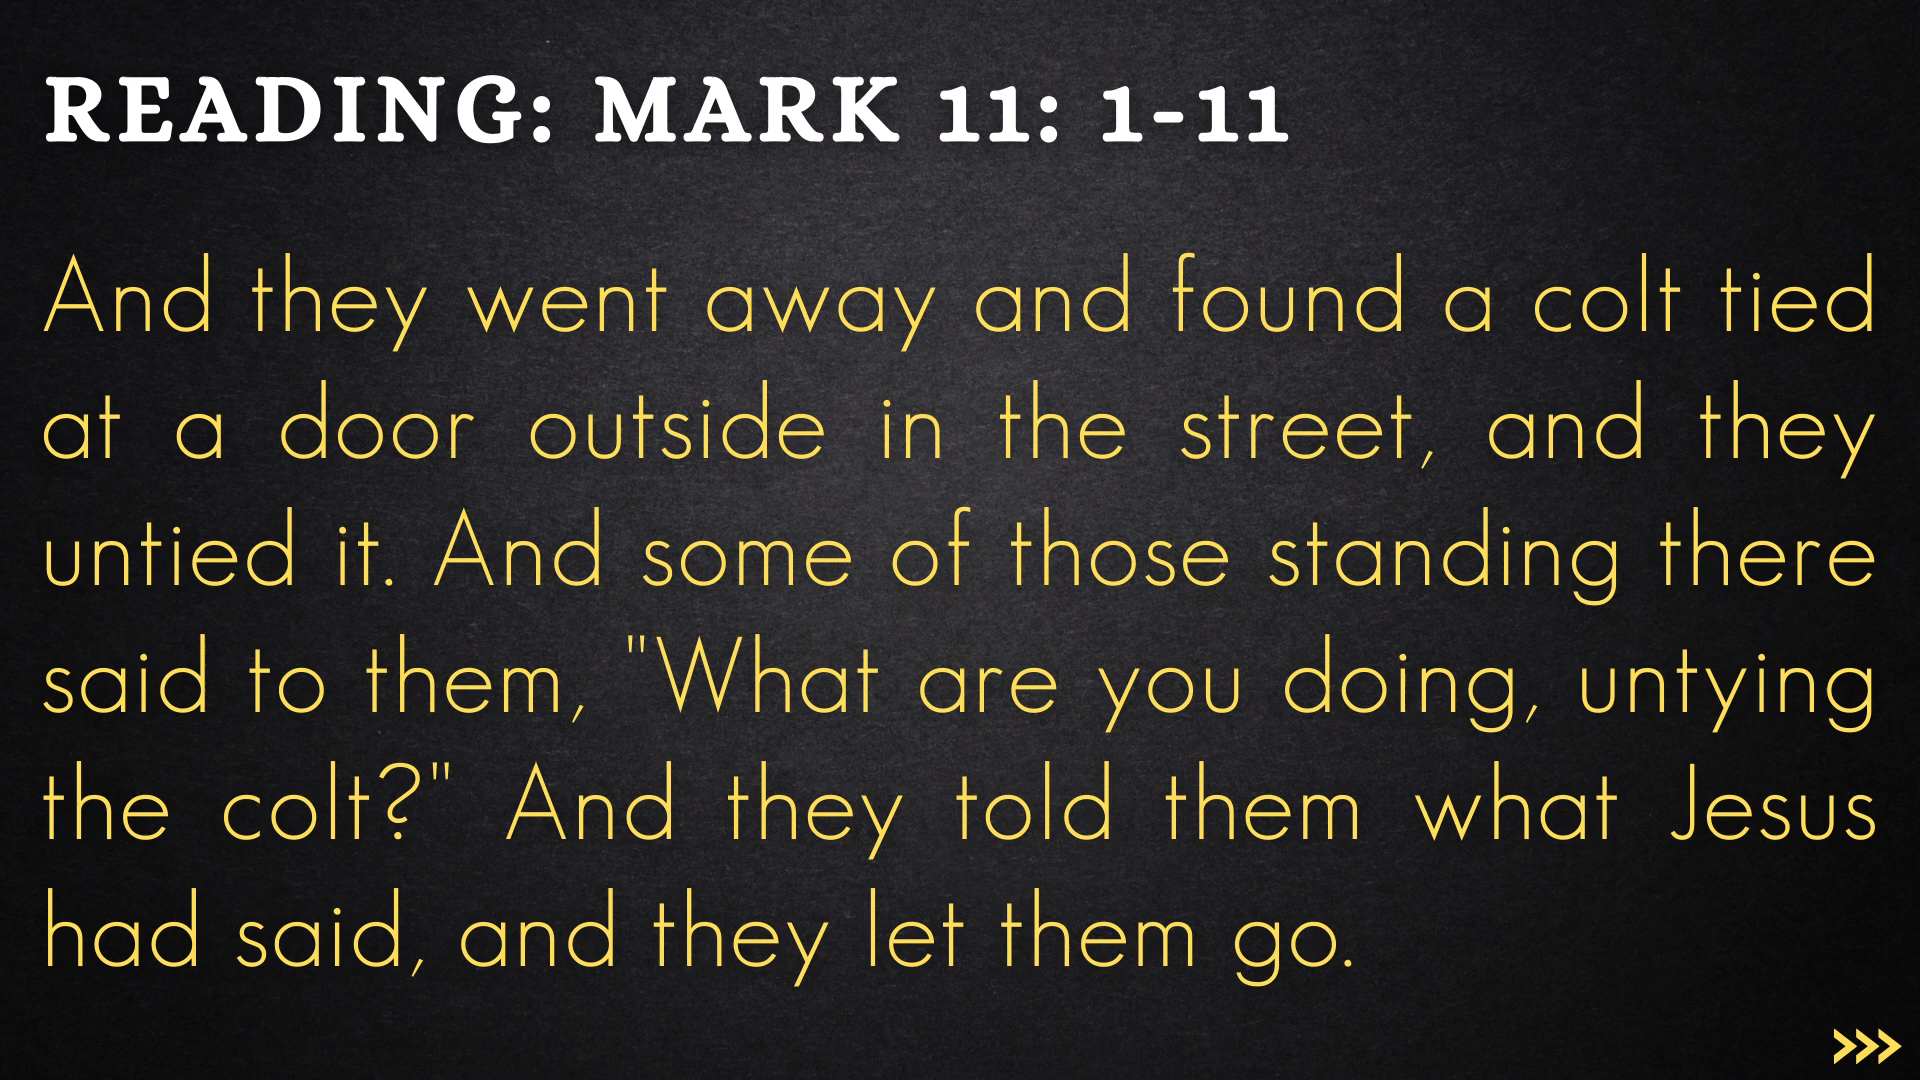 READING: MARK 11: 1-11
And they went away and found a colt tied
at a door outside in the street, and they
untied it. And some of those standing there
said to them, "What are you doing, untying
the colt?" And they told them what Jesus
had said, and they let them go.